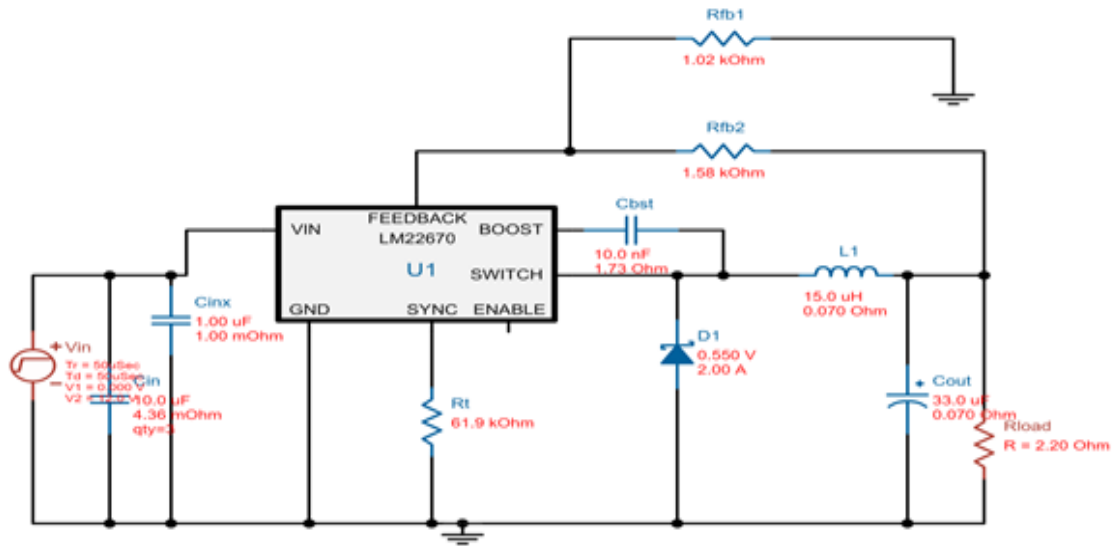 Rfb1
1.02 kOhm
Rfb2
1.58 kOhm
FEEDBACK
VIN
LM22670
BOOST
U1
SWITCH
GND
SYNC
ENABLE
Cbst
10.0 nF
1.73 Ohm
L1
15.0 uH
0.070 Ohm
Cinx
1.00 uF
1.00 mOhm
+
Vin
Tr = 50uSec
Td = 50uSec
V1 = 0.000 V
V2 = 12.0 V
Cin
10.0 uF
4.36 mOhm
qty=3
Rt
61.9 kOhm
D1
0.550 V
2.00 A
Cout
+
33.0 uF
0.070 Ohm
Rload
R = 2.20 Ohm